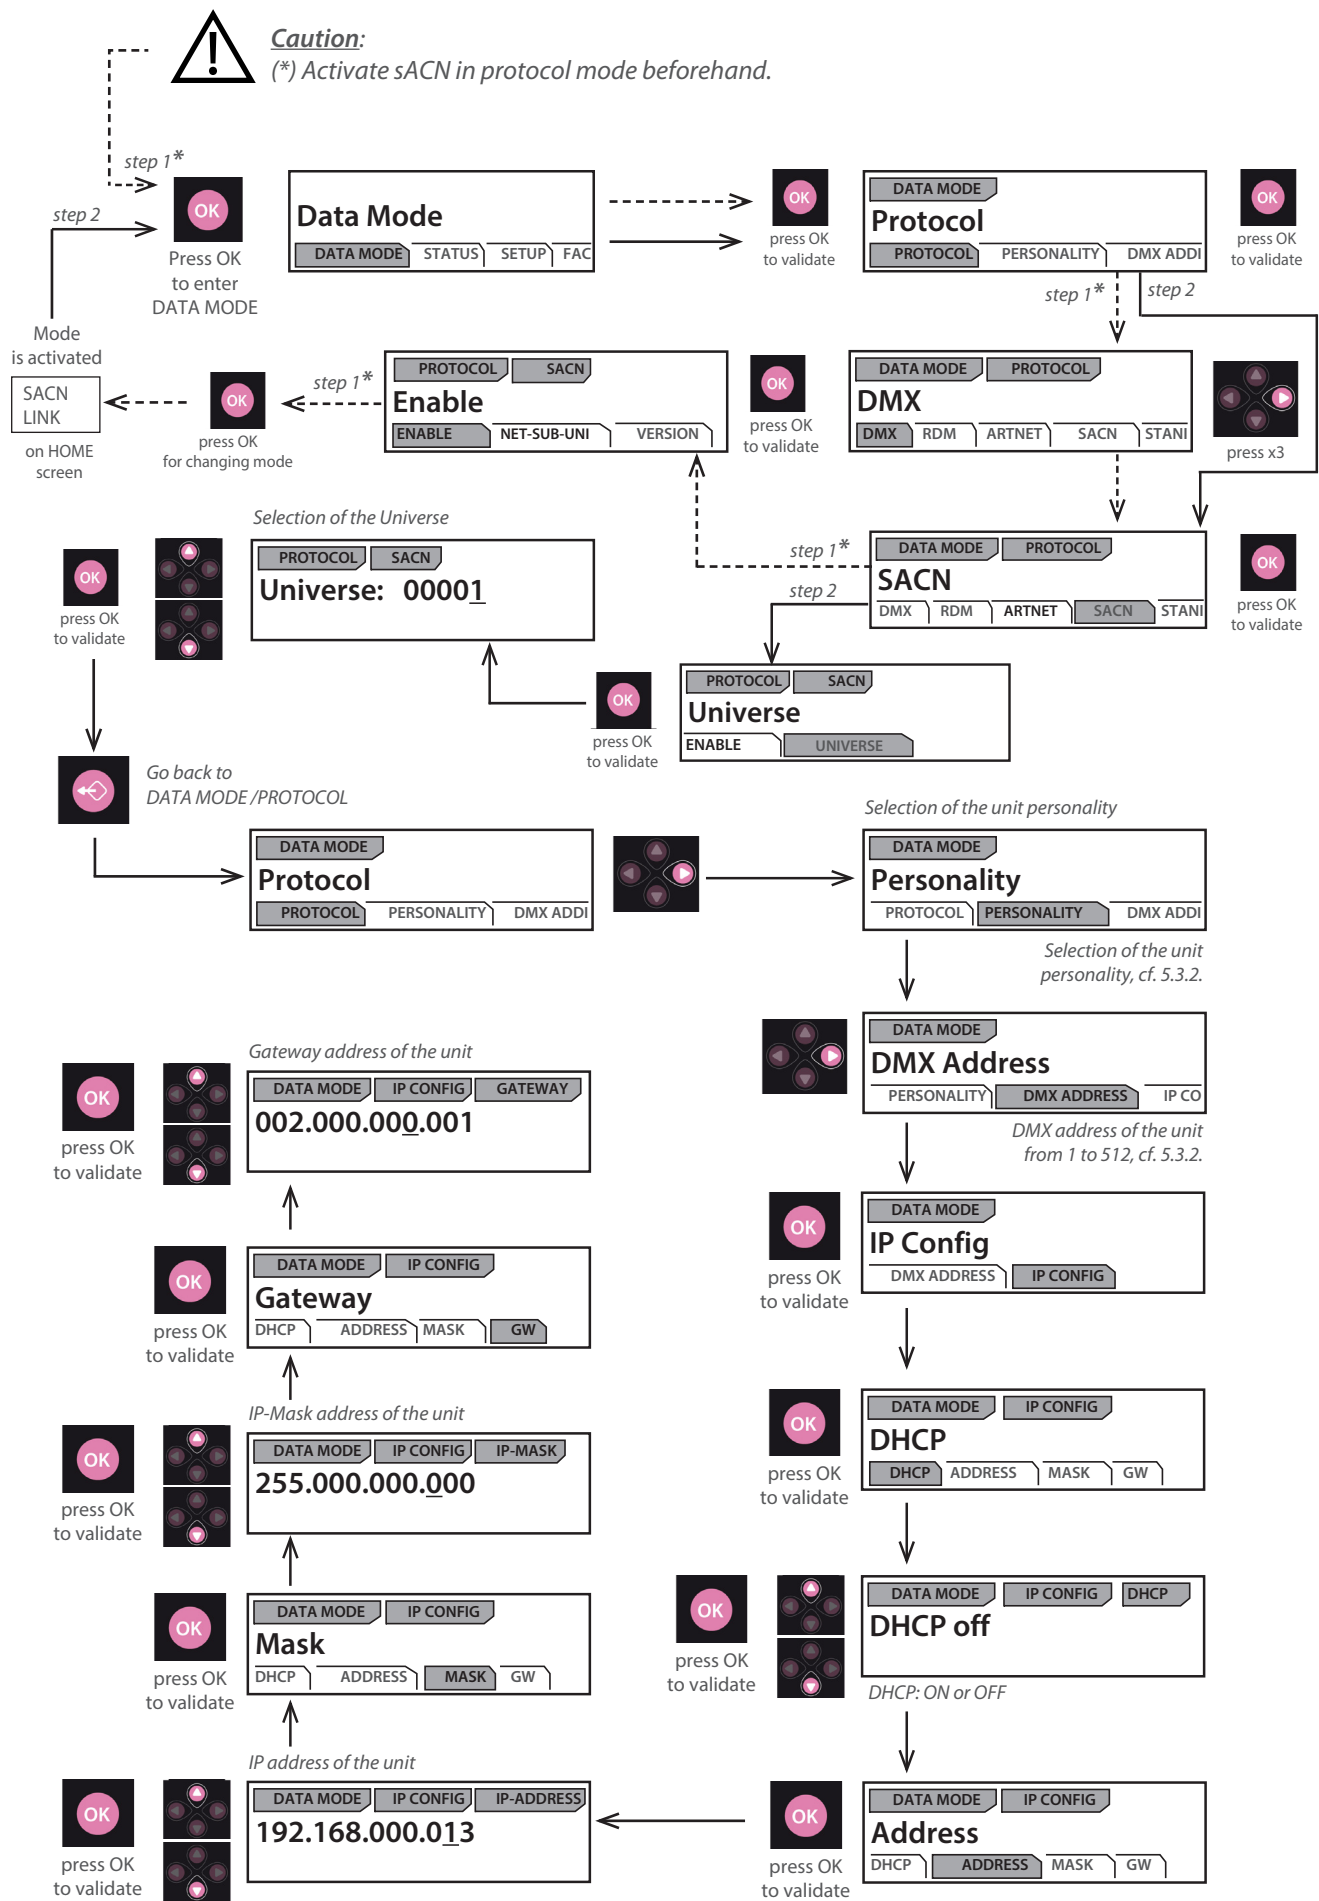 Caution:
(*) Activate sACN in protocol mode beforehand.
step 1*
step 2
OK
Press OK
to enter
DATA MODE
Data Mode
DATA MODE STATUS SETUP FAC
OK
press OK
to validate
DATA MODE
Protocol
PROTOCOL PERSONALITY DMX ADDI
OK
press OK
to validate
step 1*
step 2
Mode
is activated
SACN
LINK
on HOME
screen
OK
press OK
for changing mode
step 1*
PROTOCOL SACN
Enable
ENABLE NET-SUB-UNI VERSION
OK
press OK
to validate
DATA MODE PROTOCOL
DMX
DMX RDM ARTNET SACN STANI
press x3
Selection of the Universe
OK
press OK
to validate
PROTOCOL SACN
Universe: 00001
step 1*
step 2
DATA MODE PROTOCOL
SACN
DMX RDM ARTNET SACN STANI
OK
press OK
to validate
OK
press OK
to validate
PROTOCOL SACN
Universe
ENABLE UNIVERSE
Go back to
DATA MODE /PROTOCOL
DATA MODE
Protocol
PROTOCOL PERSONALITY DMX ADDI
Selection of the unit personality
DATA MODE
Personality
PROTOCOL PERSONALITY DMX ADDI
Selection of the unit
personality, cf. 5.3.2.
DATA MODE
DMX Address
PERSONALITY DMX ADDRESS IP CO
DMX address of the unit
from 1 to 512, cf. 5.3.2.
Gateway address of the unit
OK
press OK
to validate
DATA MODE IP CONFIG GATEWAY
002.000.000.001
OK
press OK
to validate
DATA MODE
IP Config
DMX ADDRESS IP CONFIG
OK
press OK
to validate
DATA MODE IP CONFIG
Gateway
DHCP ADDRESS MASK GW
OK
press OK
to validate
DATA MODE IP CONFIG
DHCP
DHCP ADDRESS MASK GW
IP-Mask address of the unit
OK
press OK
to validate
DATA MODE IP CONFIG IP-MASK
255.000.000.000
OK
press OK
to validate
DATA MODE IP CONFIG DHCP
DHCP off
DHCP: ON or OFF
OK
press OK
to validate
DATA MODE IP CONFIG
Mask
DHCP ADDRESS MASK GW
IP address of the unit
OK
press OK
to validate
DATA MODE IP CONFIG IP-ADDRESS
192.168.000.013
OK
press OK
to validate
DATA MODE IP CONFIG
Address
DHCP ADDRESS MASK GW